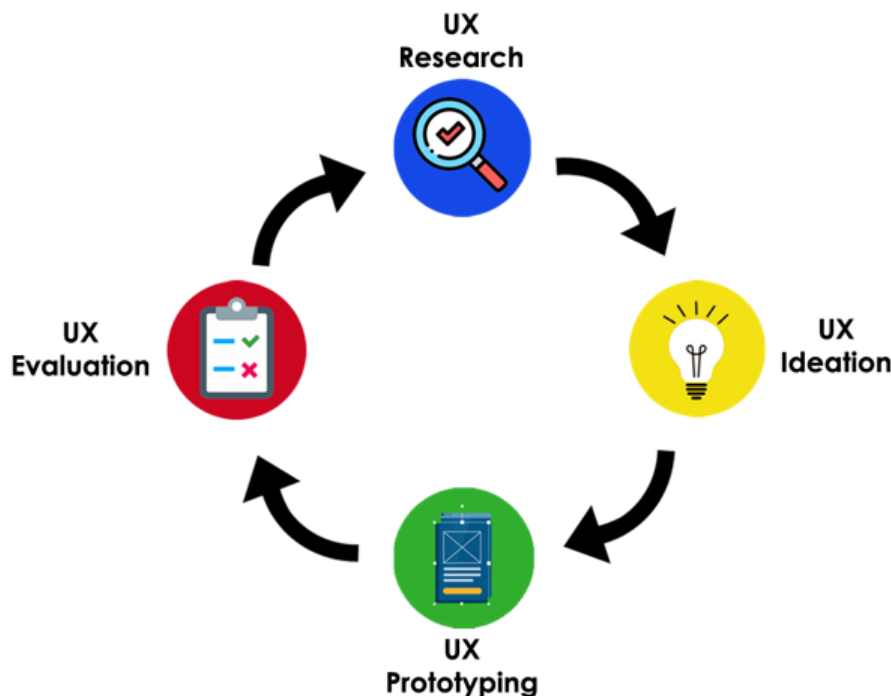 UX
Research
UX
Ideation
UX
Prototyping
UX
Evaluation